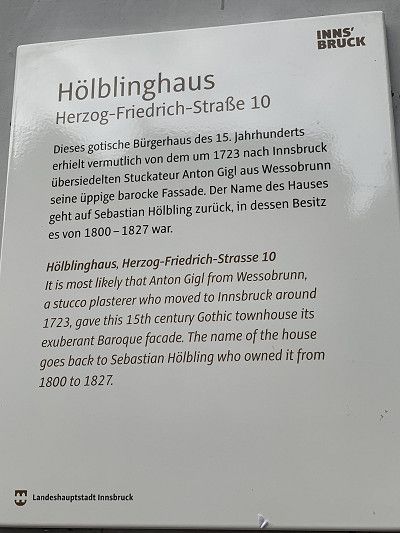 INNS'
BRUCK
Hölblinghaus
Herzog-Friedrich-Straße 10
Dieses gotische Bürgerhaus des 15. Jahrhunderts
erhielt vermutlich von dem um 1723 nach Innsbruck
übersiedelten Stuckateur Anton Gigl aus Wessobrunn
seine üppige barocke Fassade. Der Name des Hauses
geht auf Sebastian Hölbling zurück, in dessen Besitz
es von 1800 – 1827 war.
Hölblinghaus, Herzog-Friedrich-Strasse 10
It is most likely that Anton Gigl from Wessobrunn,
a stucco plasterer who moved to Innsbruck around
1723, gave this 15th century Gothic townhouse its
exuberant Baroque facade. The name of the house
goes back to Sebastian Hölbling who owned it from
1800 to 1827.
Landeshauptstadt Innsbruck